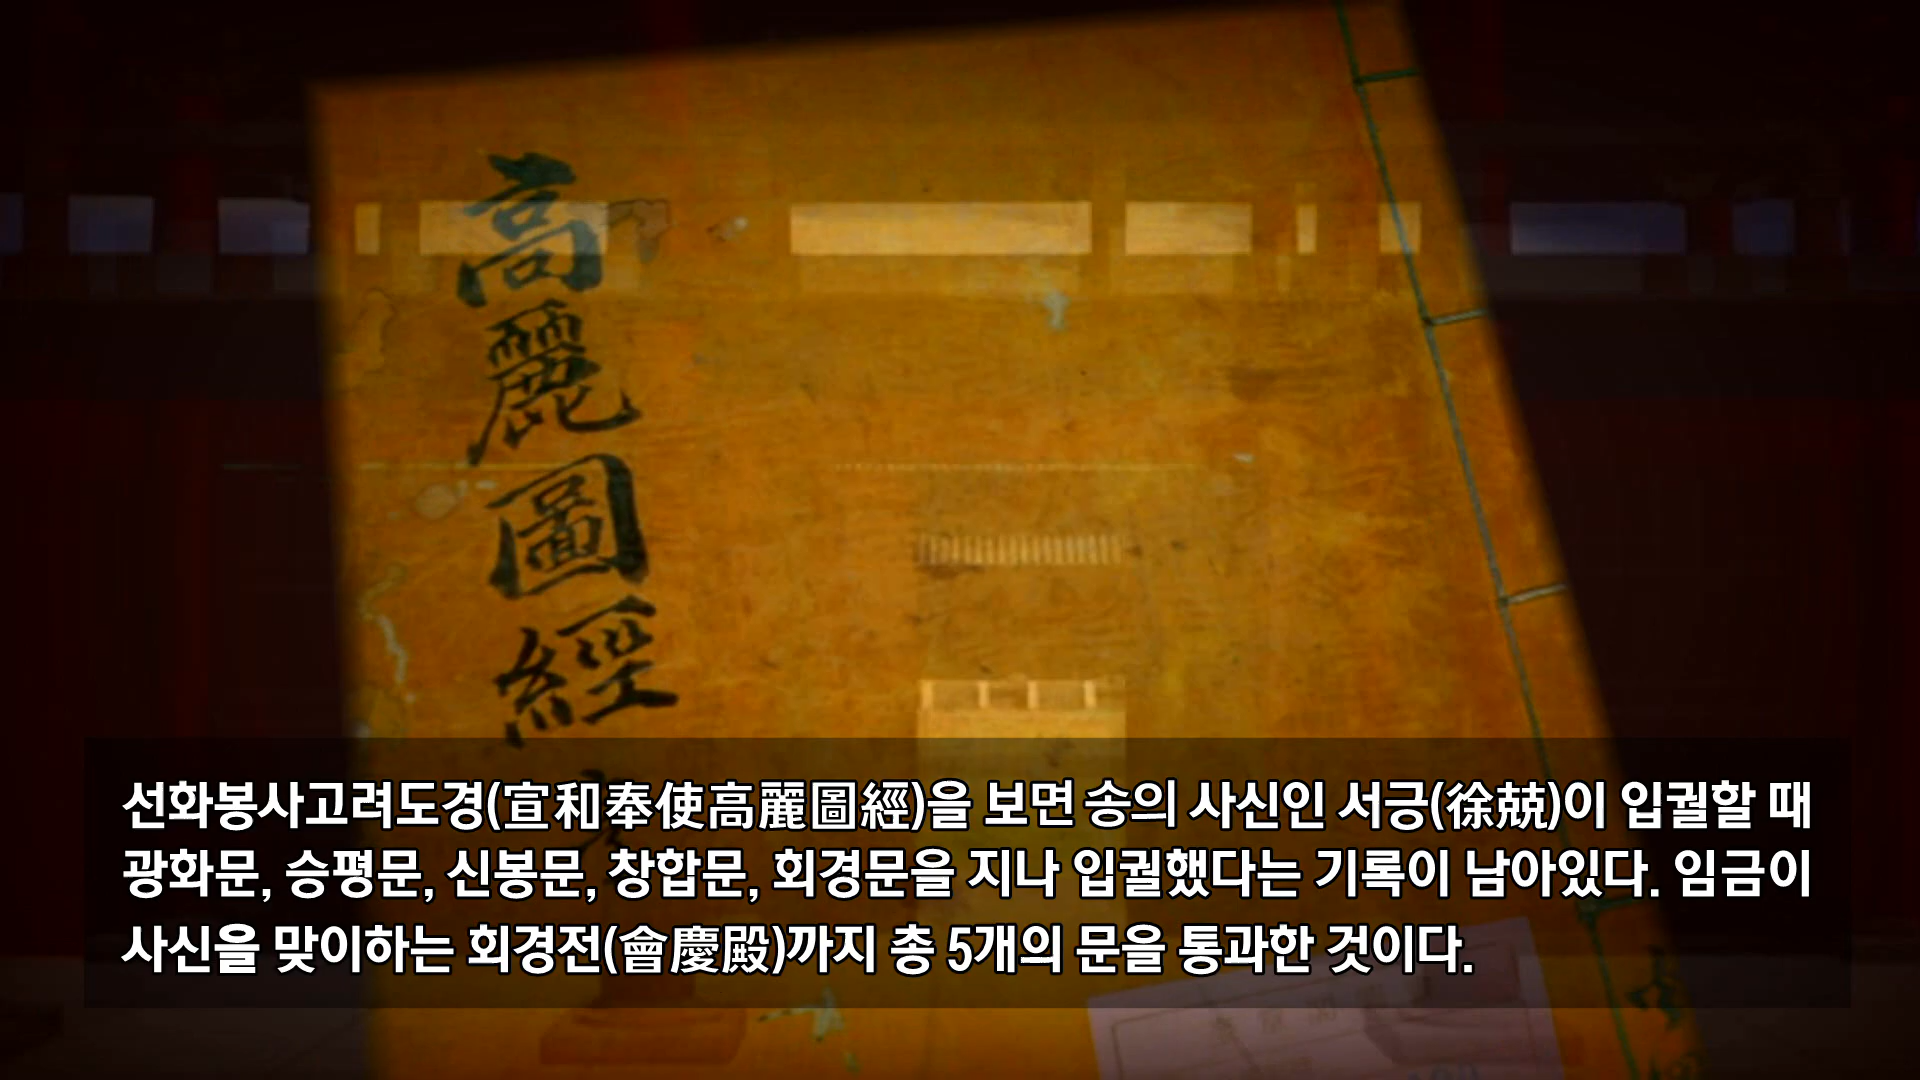 高麗圖經
선화봉사고려도경(宣和奉使高麗圖經)을 보면 송의 사신인 서긍(徐兢)이 입궐할 때
광화문, 승평문, 신봉문, 창합문, 회경문을 지나 입궐했다는 기록이 남아있다. 임금이
사신을 맞이하는 회경전(會慶殿)까지 총 5개의 문을 통과한 것이다.